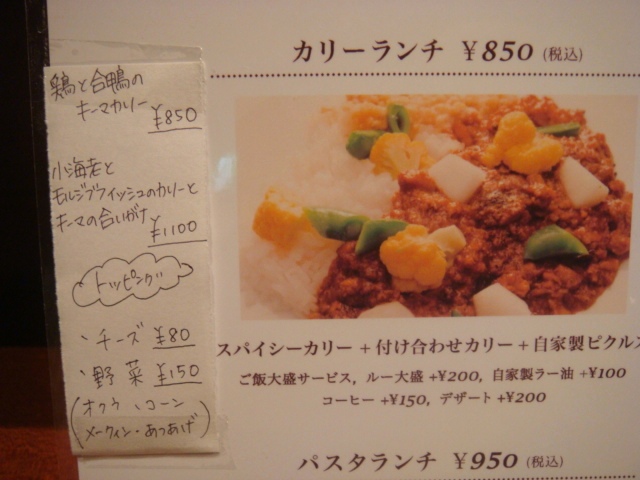 鶏と合鴨の
キーマカリー
¥850
小海老と
モルジブフィッシュのカリーと
キーマの合いがけ
¥1100
トッピング
・チーズ ¥80
・野菜 ¥150
(オクラ、コーン
メークイン・あつあげ)
カリーランチ ¥850 (税込)
スパイシーカリー+付け合わせカリー+自家製ピクルス
ご飯大盛サービス, ルー大盛 +¥200, 自家製ラー油 +¥100
コーヒー +¥150, デザート +¥200
パスタランチ ¥950 (税込)